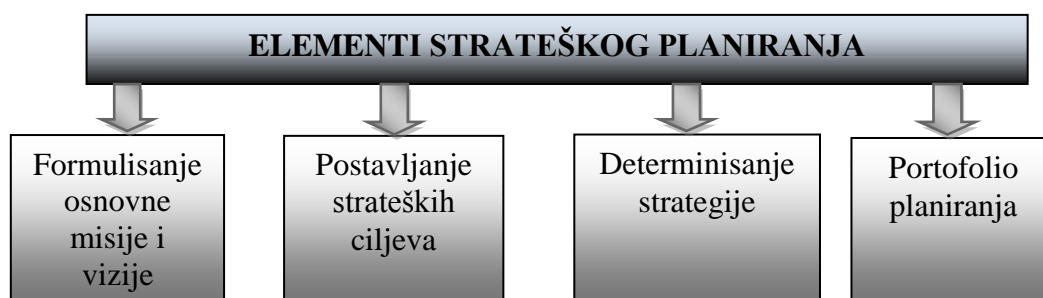 ELEMENTI STRATEŠKOG PLANIRANJA
Formulisanje
osnovne
misije i
vizije
Postavljanje
strateških
ciljeva
Determinisanje
strategije
Portofolio
planiranja